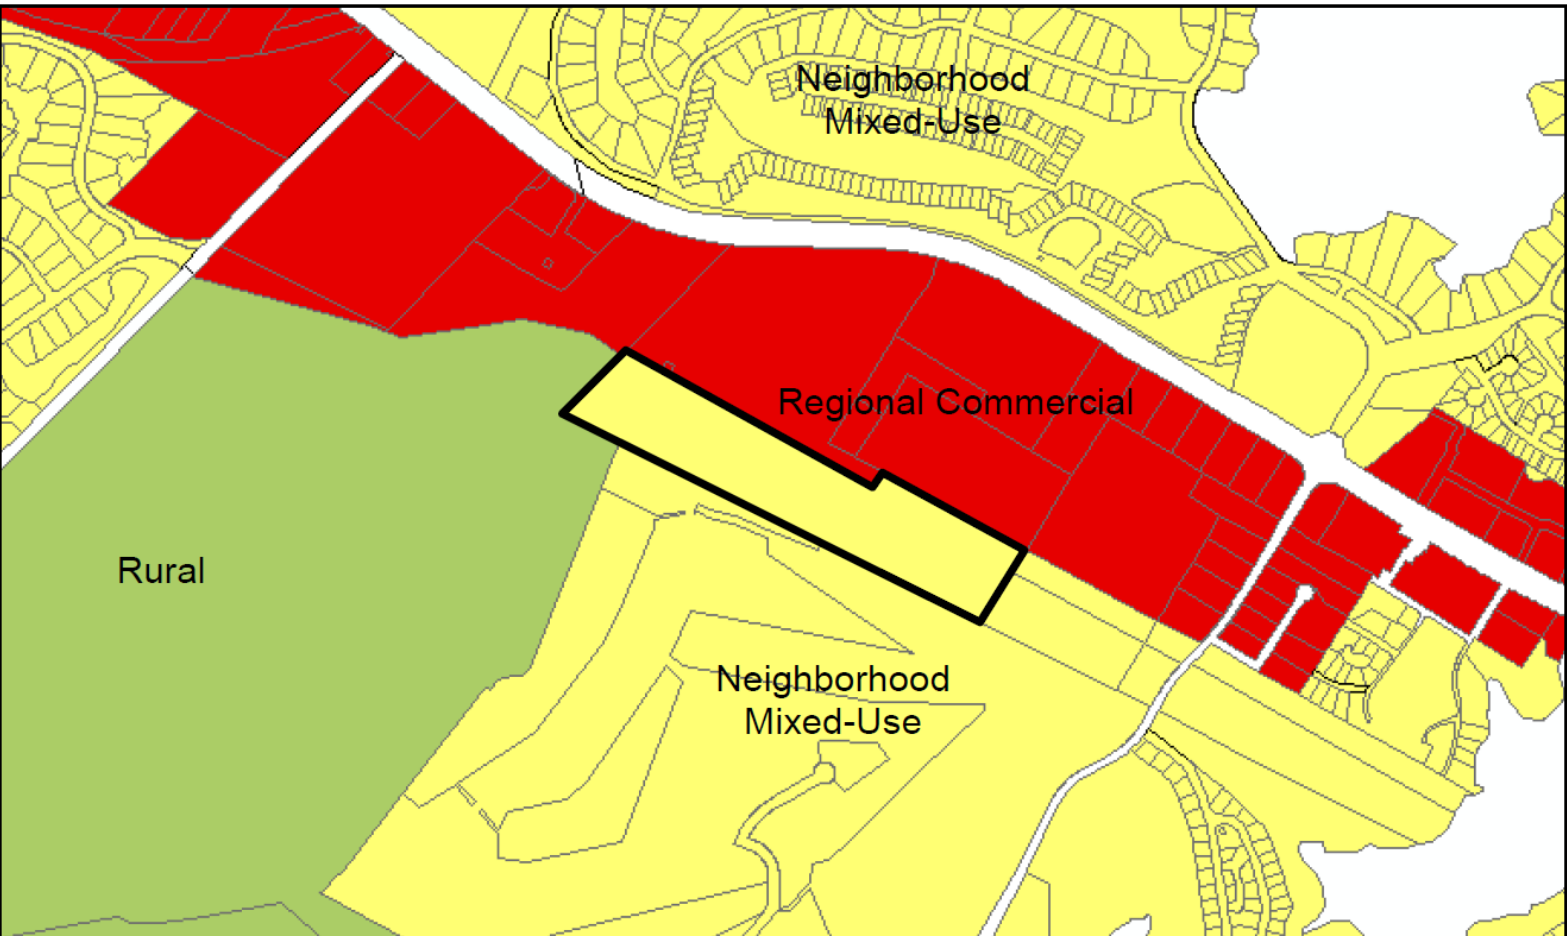 Neighborhood
Mixed-Use
Regional Commercial
Rural
Neighborhood
Mixed-Use